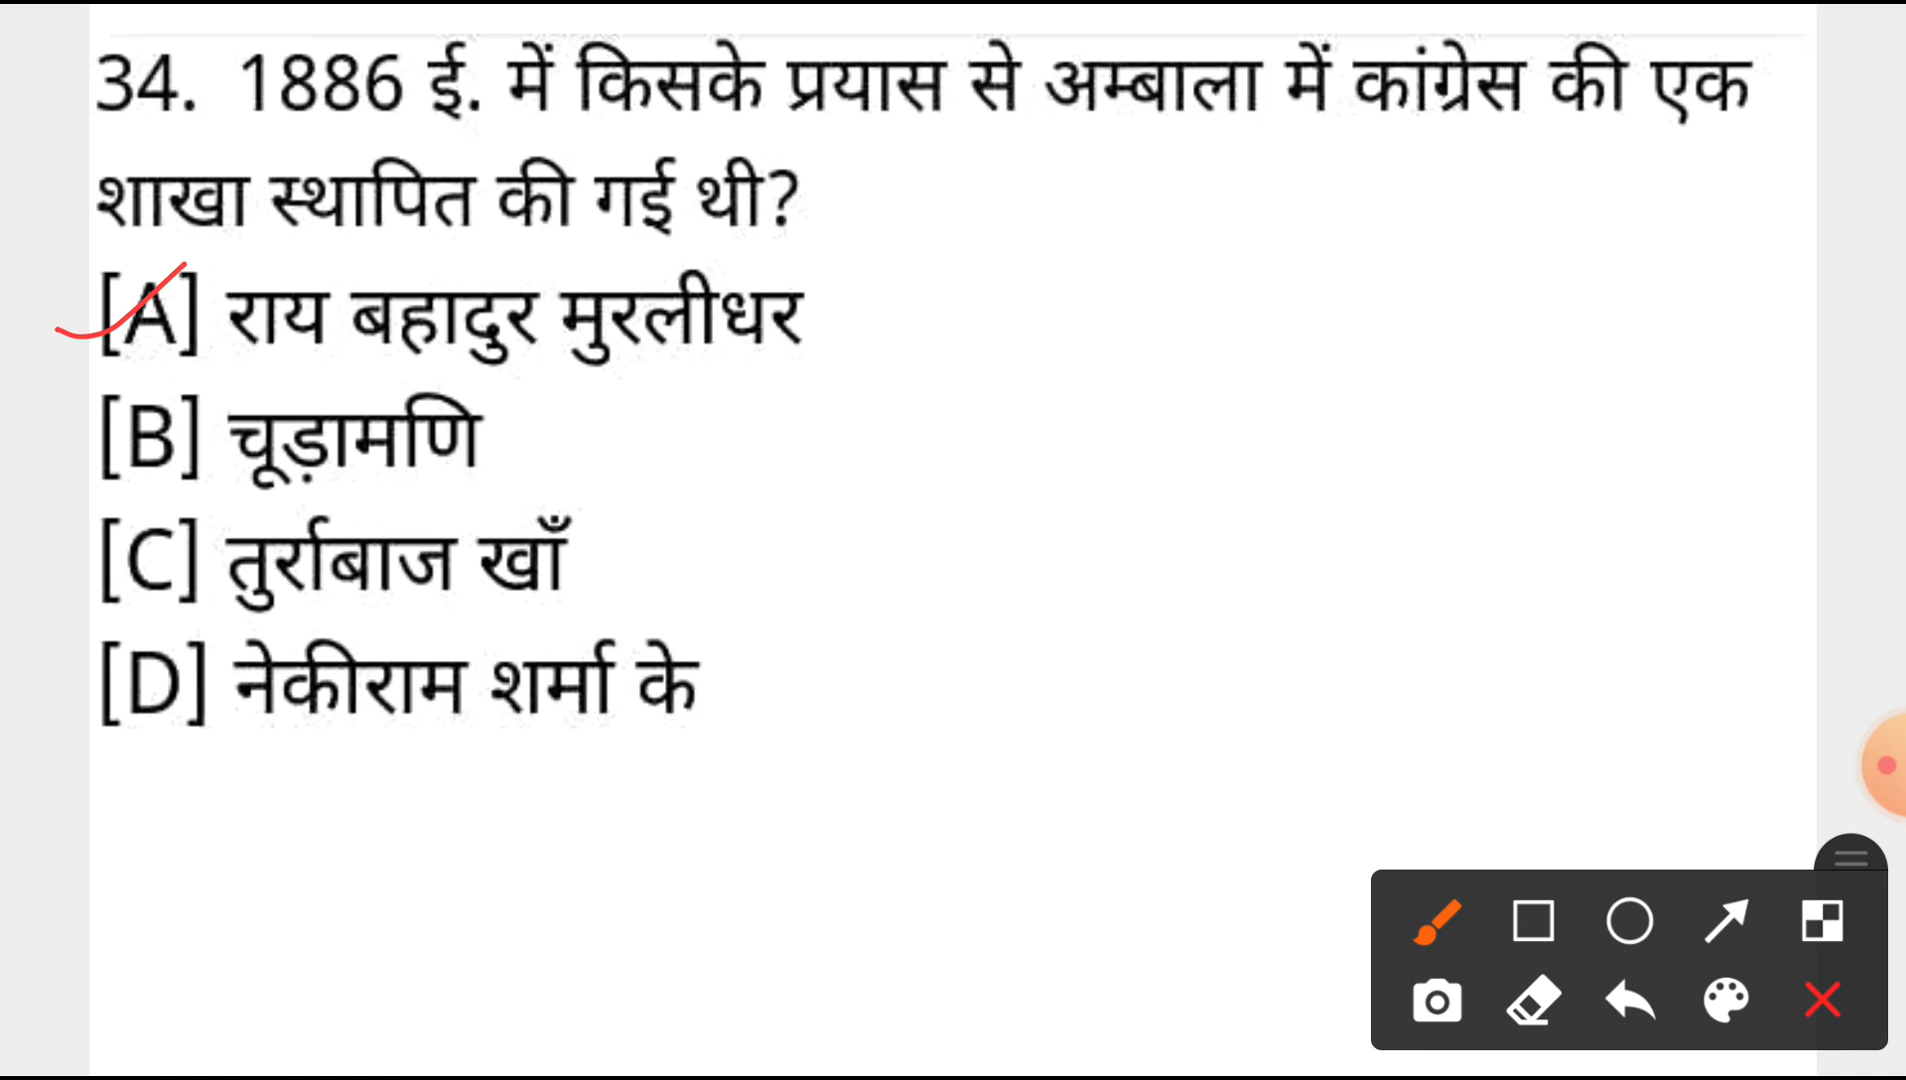 34. 1886 ई. में किसके प्रयास से अम्बाला में कांग्रेस की एक
शाखा स्थापित की गई थी?
[A] राय बहादुर मुरलीधर
[B] चूड़ामणि
[C] तुर्राबाज खाँ
[D] नेकीराम शर्मा के